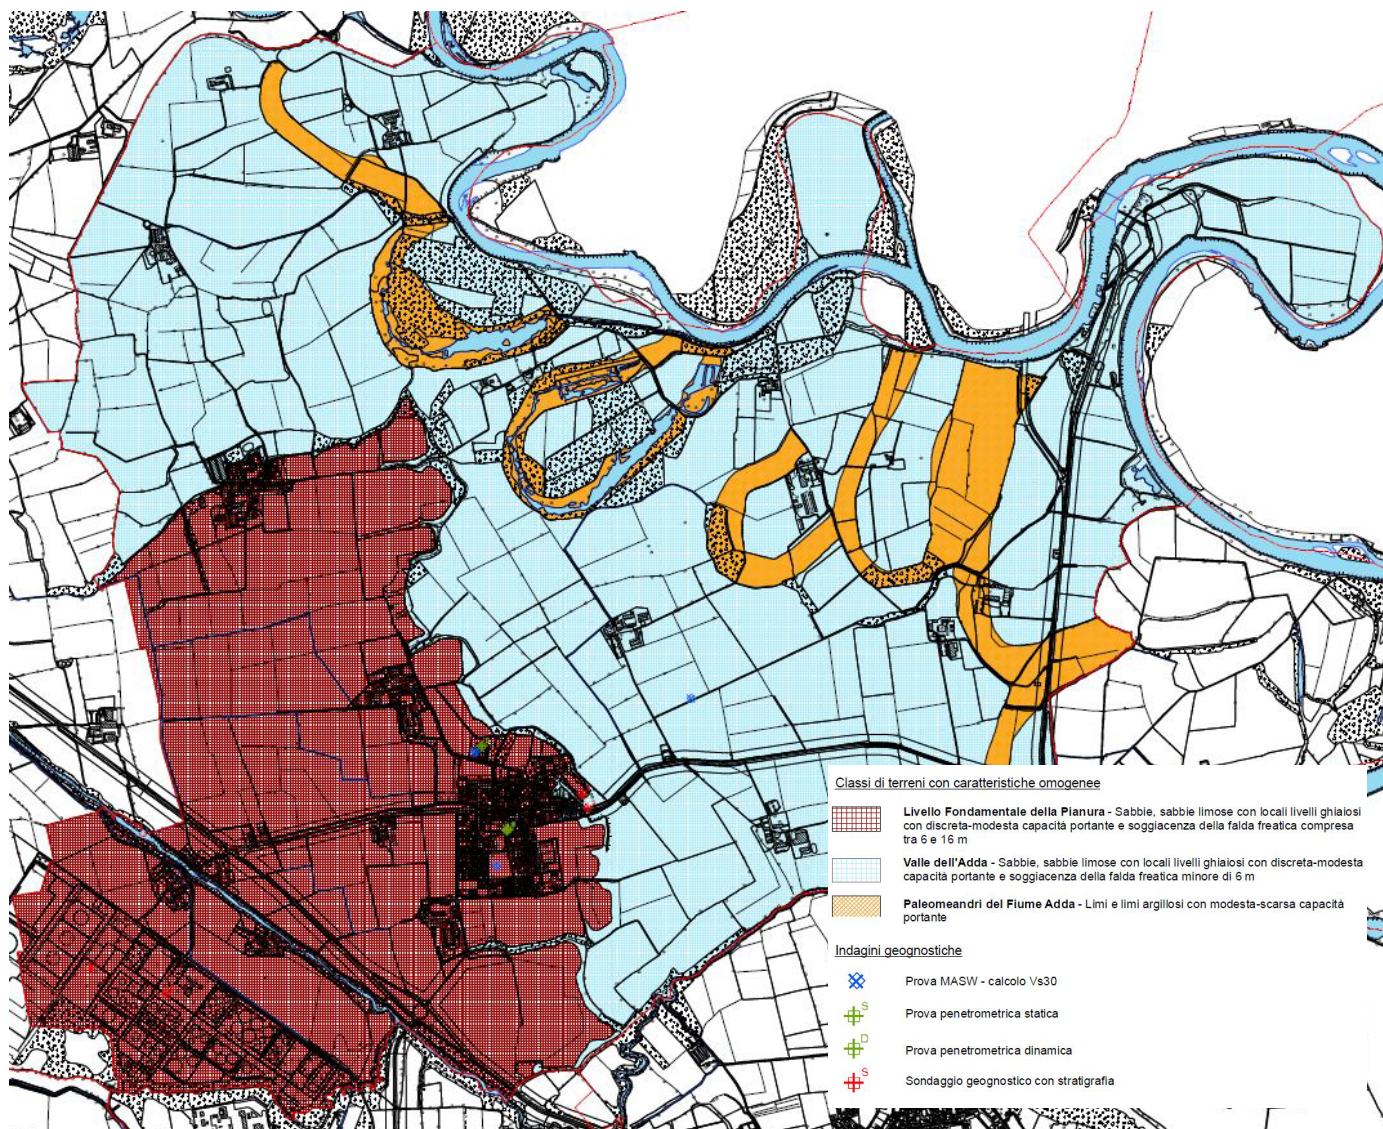 Classi di terreni con caratteristiche omogenee
Livello Fondamentale della Pianura - Sabbie, sabbie limose con locali livelli ghiaiosi
con discreta-modesta capacità portante e soggiacenza della falda freatica compresa
tra 6 e 16 m
Valle dell'Adda - Sabbie, sabbie limose con locali livelli ghiaiosi con discreta-modesta
capacità portante e soggiacenza della falda freatica minore di 6 m
Paleomeandri del Fiume Adda - Limi e limi argillosi con modesta-scarsa capacità
portante
Indagini geognostiche
Prova MASW - calcolo Vs30
S
Prova penetrometrica statica
D
Prova penetrometrica dinamica
S
Sondaggio geognostico con stratigrafia